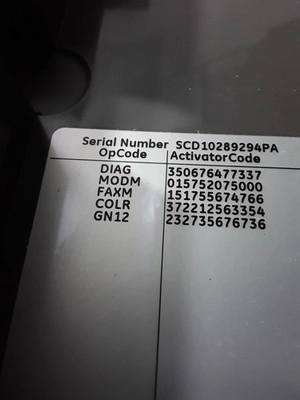 Serial Number SCD10289294PA
OpCode ActivatorCode
DIAG 350676477337
MODM 015752075000
FAXM 151755674766
COLR 372212563354
GN12 232735676736